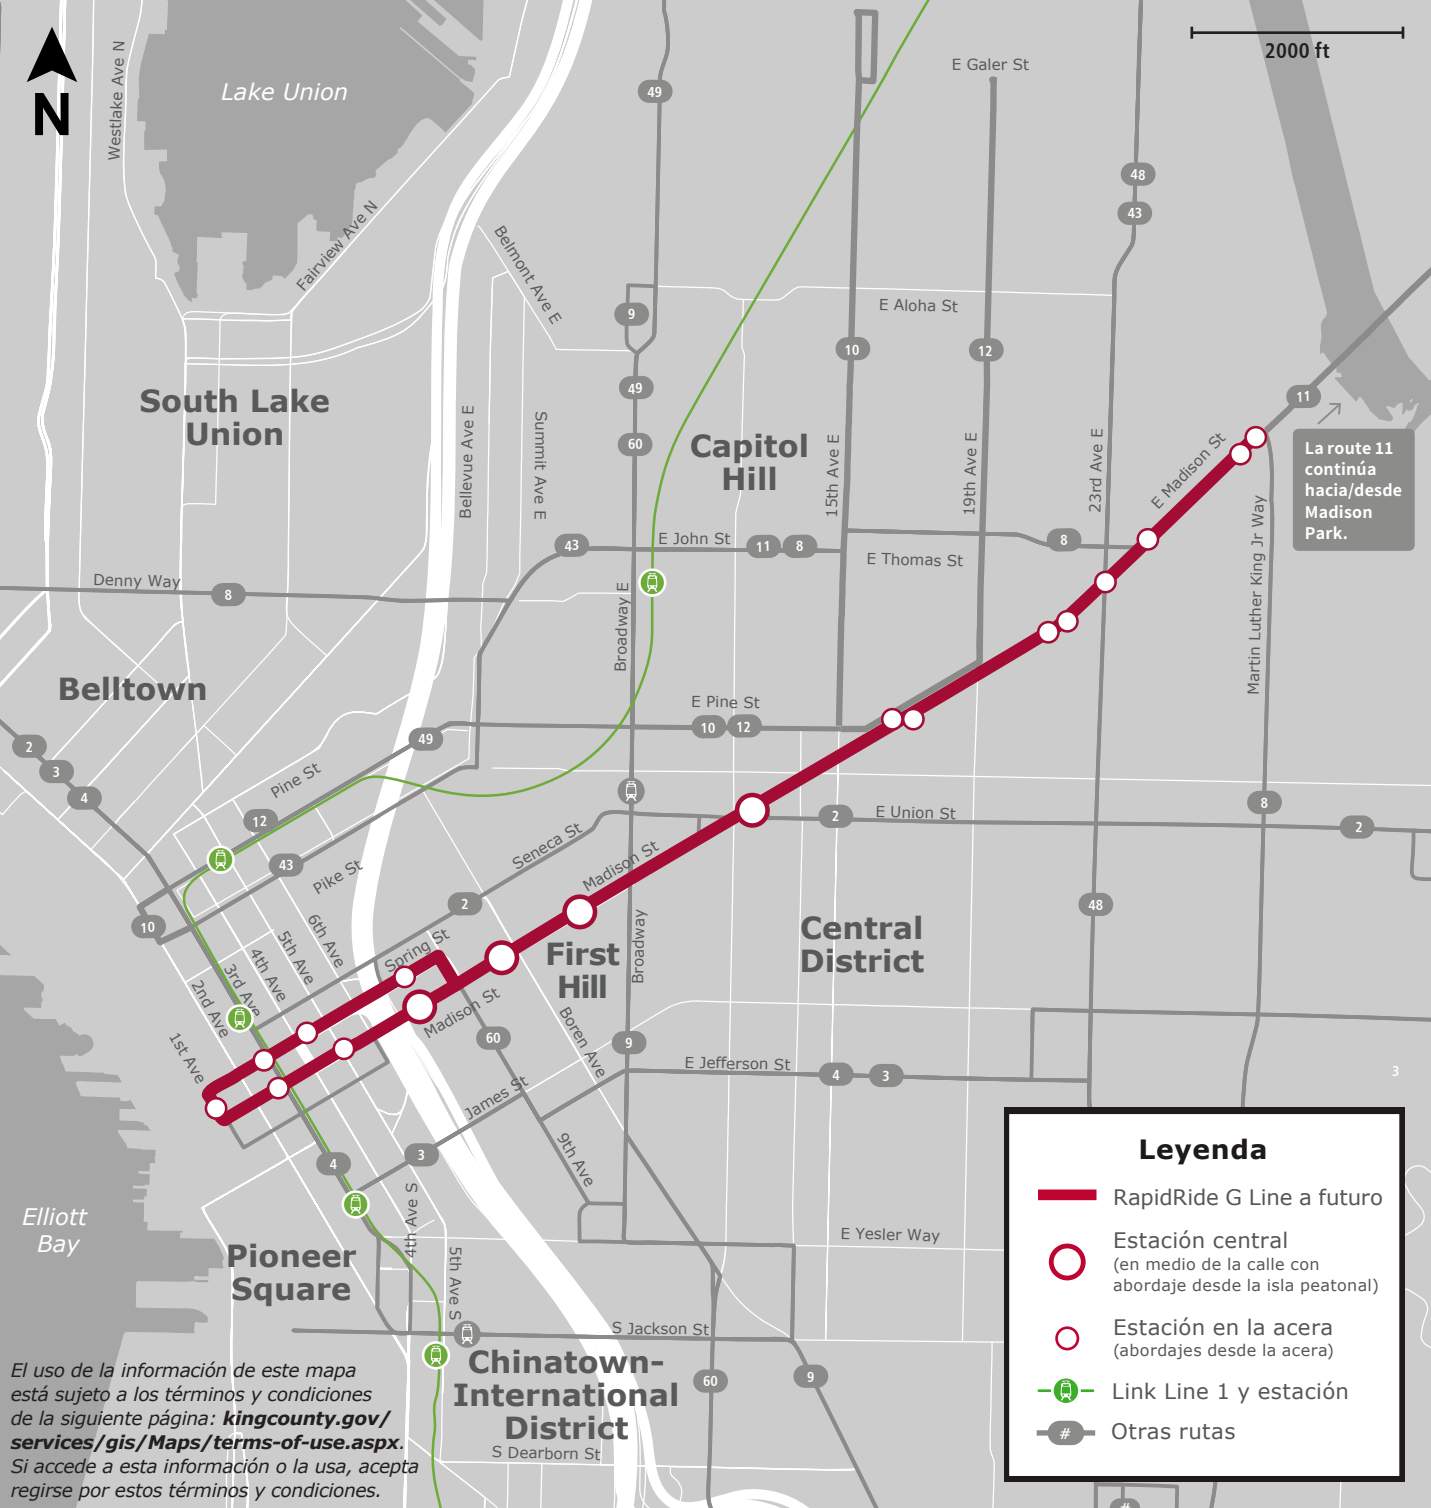 N
2000 ft
Lake Union
Westlake Ave N
Fairview Ave N
Belmont Ave E
E Galer St
49
48
43
9
E Aloha St
10
12
49
60
11
South Lake
Union
Bellevue Ave E
Summit Ave E
Capitol
Hill
15th Ave E
19th Ave E
23rd Ave E
E Madison St
La route 11
continúa
hacia/desde
Madison
Park.
Martin Luther King Jr Way
43
E John St
11
8
E Thomas St
8
Denny Way
8
Broadway E
Belltown
E Pine St
10
12
49
2
3
4
Pine St
12
43
Pike St
Seneca St
Madison St
2
E Union St
8
2
2
48
10
6th Ave
5th Ave
4th Ave
3rd Ave
2nd Ave
1st Ave
Spring St
Madison St
First
Hill
Broadway
Central
District
60
Boren Ave
9
E Jefferson St
4
3
3
James St
9th Ave
4
3
4th Ave S
5th Ave S
E Yesler Way
Elliott
Bay
Pioneer
Square
S Jackson St
Chinatown-
International
District
60
9
S Dearborn St
El uso de la información de este mapa
está sujeto a los términos y condiciones
de la siguiente página: kingcounty.gov/
services/gis/Maps/terms-of-use.aspx.
Si accede a esta información o la usa, acepta
regirse por estos términos y condiciones.
Leyenda
RapidRide G Line a futuro
Estación central
(en medio de la calle con
abordaje desde la isla peatonal)
Estación en la acera
(abordajes desde la acera)
Link Line 1 y estación
#
Otras rutas
#